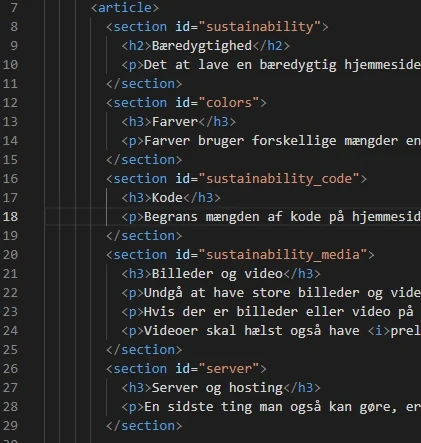 7 <article>
8 <section id="sustainability">
9 <h2>Bæredygtighed</h2>
10 <p>Det at lave en bæredygtig hjemmeside
11 </section>
12 <section id="colors">
13 <h3>Farver</h3>
14 <p>Farver bruger forskellige mængder en
15 </section>
16 <section id="sustainability_code">
17 <h3>Kode</h3>
18 <p>Begrans mængden af kode på hjemmesid
19 </section>
20 <section id="sustainability_media">
21 <h3>Billeder og video</h3>
22 <p>Undgå at have store billeder og vide
23 <p>Hvis der er billeder eller video på
24 <p>Videoer skal hælst også have <i>prel
25 </section>
26 <section id="server">
27 <h3>Server og hosting</h3>
28 <p>En sidste ting man også kan gøre, er
29 </section>